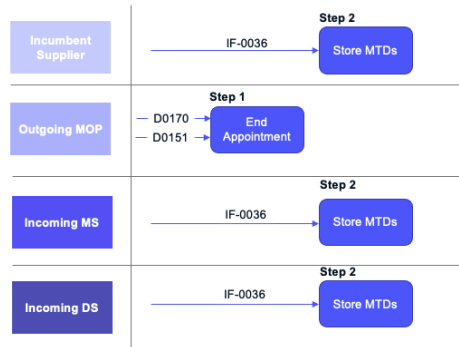 Step 2
Incumbent
Supplier
IF-0036
Store MTDs
Step 1
Outgoing MOP
D0170
D0151
End
Appointment
Step 2
Incoming MS
IF-0036
Store MTDs
Step 2
Incoming DS
IF-0036
Store MTDs